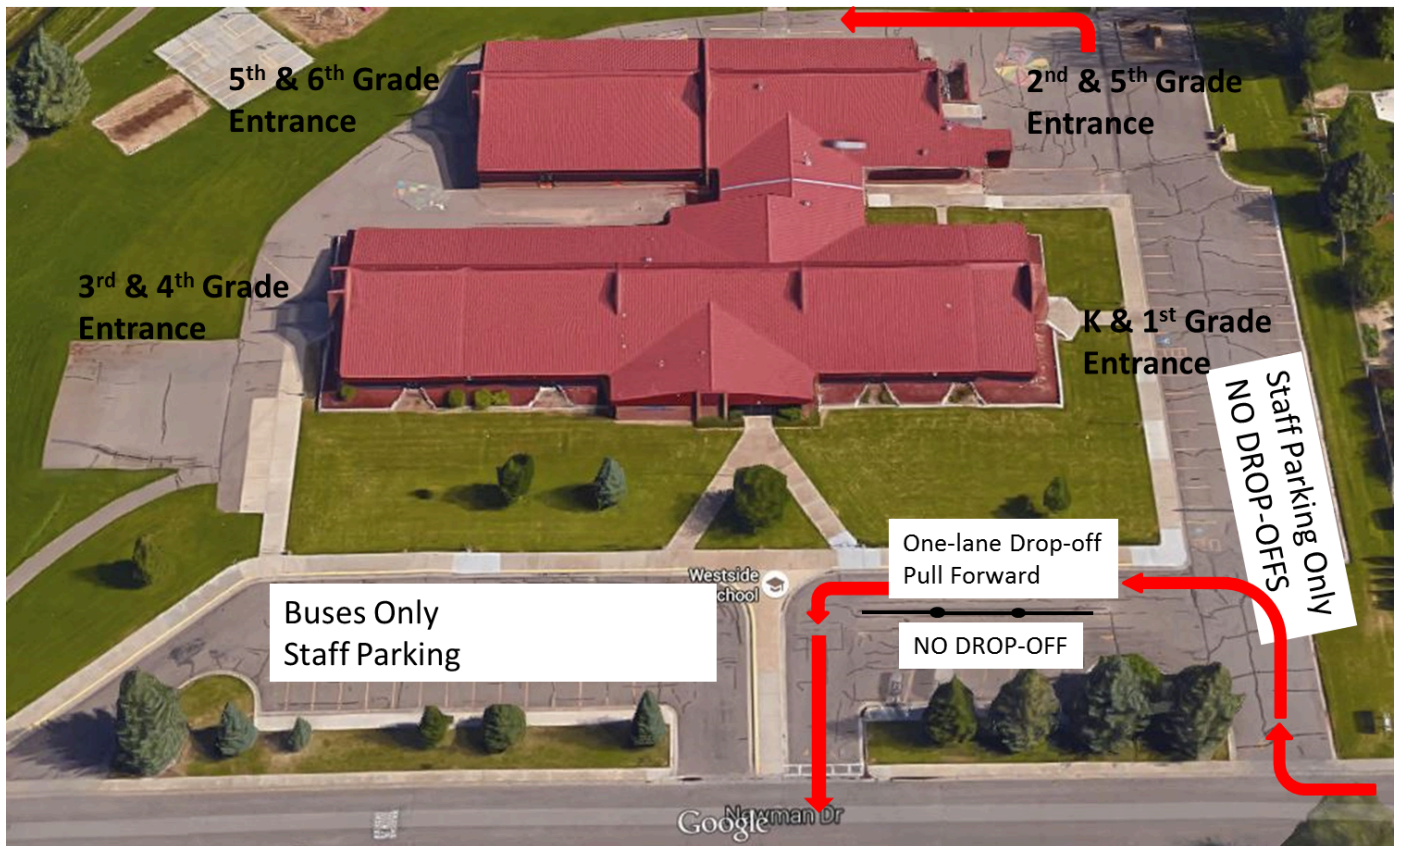 5th & 6th Grade
Entrance
2nd & 5th Grade
Entrance
3rd & 4th Grade
Entrance
K & 1st Grade
Entrance
Staff Parking Only
NO DROP-OFFS
One-lane Drop-off
Pull Forward
NO DROP-OFF
Westside
chool
Buses Only
Staff Parking
Google
Newman Dr